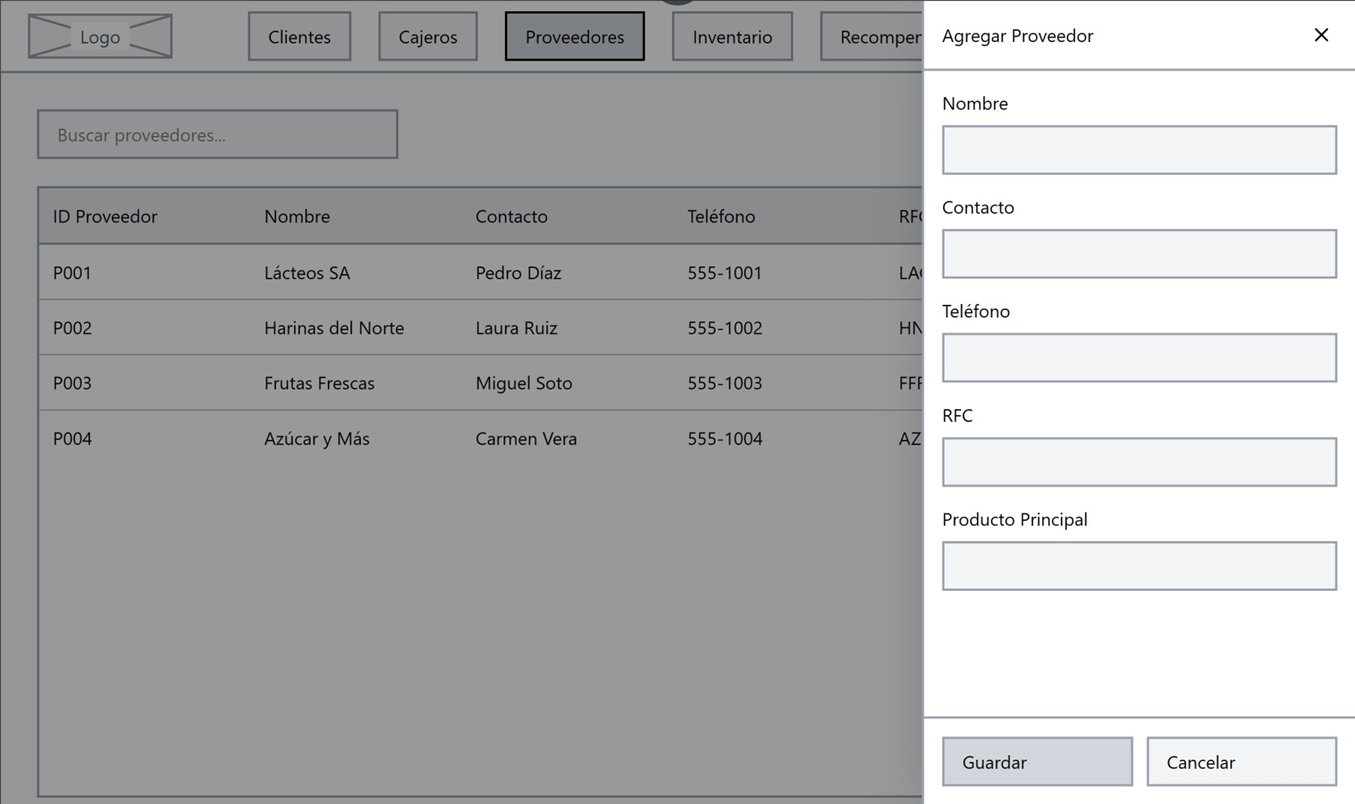 Logo
Clientes
Cajeros
Proveedores
Inventario
Buscar proveedores...
ID Proveedor Nombre Contacto Teléfono
P001 Lácteos SA Pedro Díaz 555-1001
P002 Harinas del Norte Laura Ruiz 555-1002
P003 Frutas Frescas Miguel Soto 555-1003
P004 Azúcar y Más Carmen Vera 555-1004
Agregar Proveedor
Nombre
Contacto
Teléfono
RFC
Producto Principal
Guardar
Cancelar